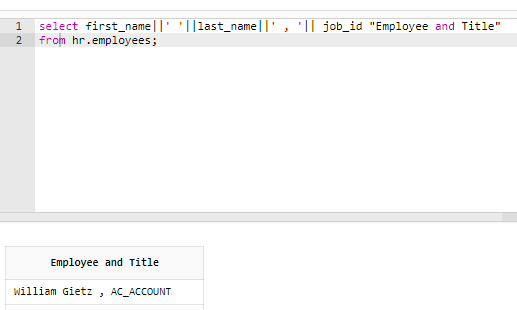 1 select first_name||' '||last_name||' , '|| job_id "Employee and Title"
2 from hr.employees;
Employee and Title
William Gietz , AC_ACCOUNT